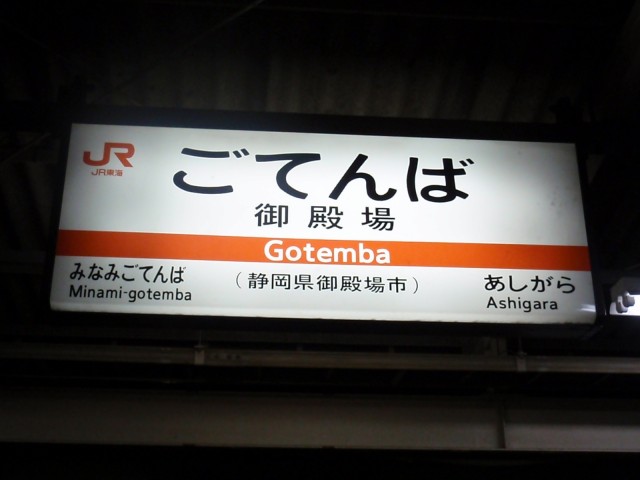 JR
JR東海
ごてんば
御殿場
Gotemba
みなみごてんば
Minami-gotemba
（静岡県御殿場市）
あしがら
Ashigara